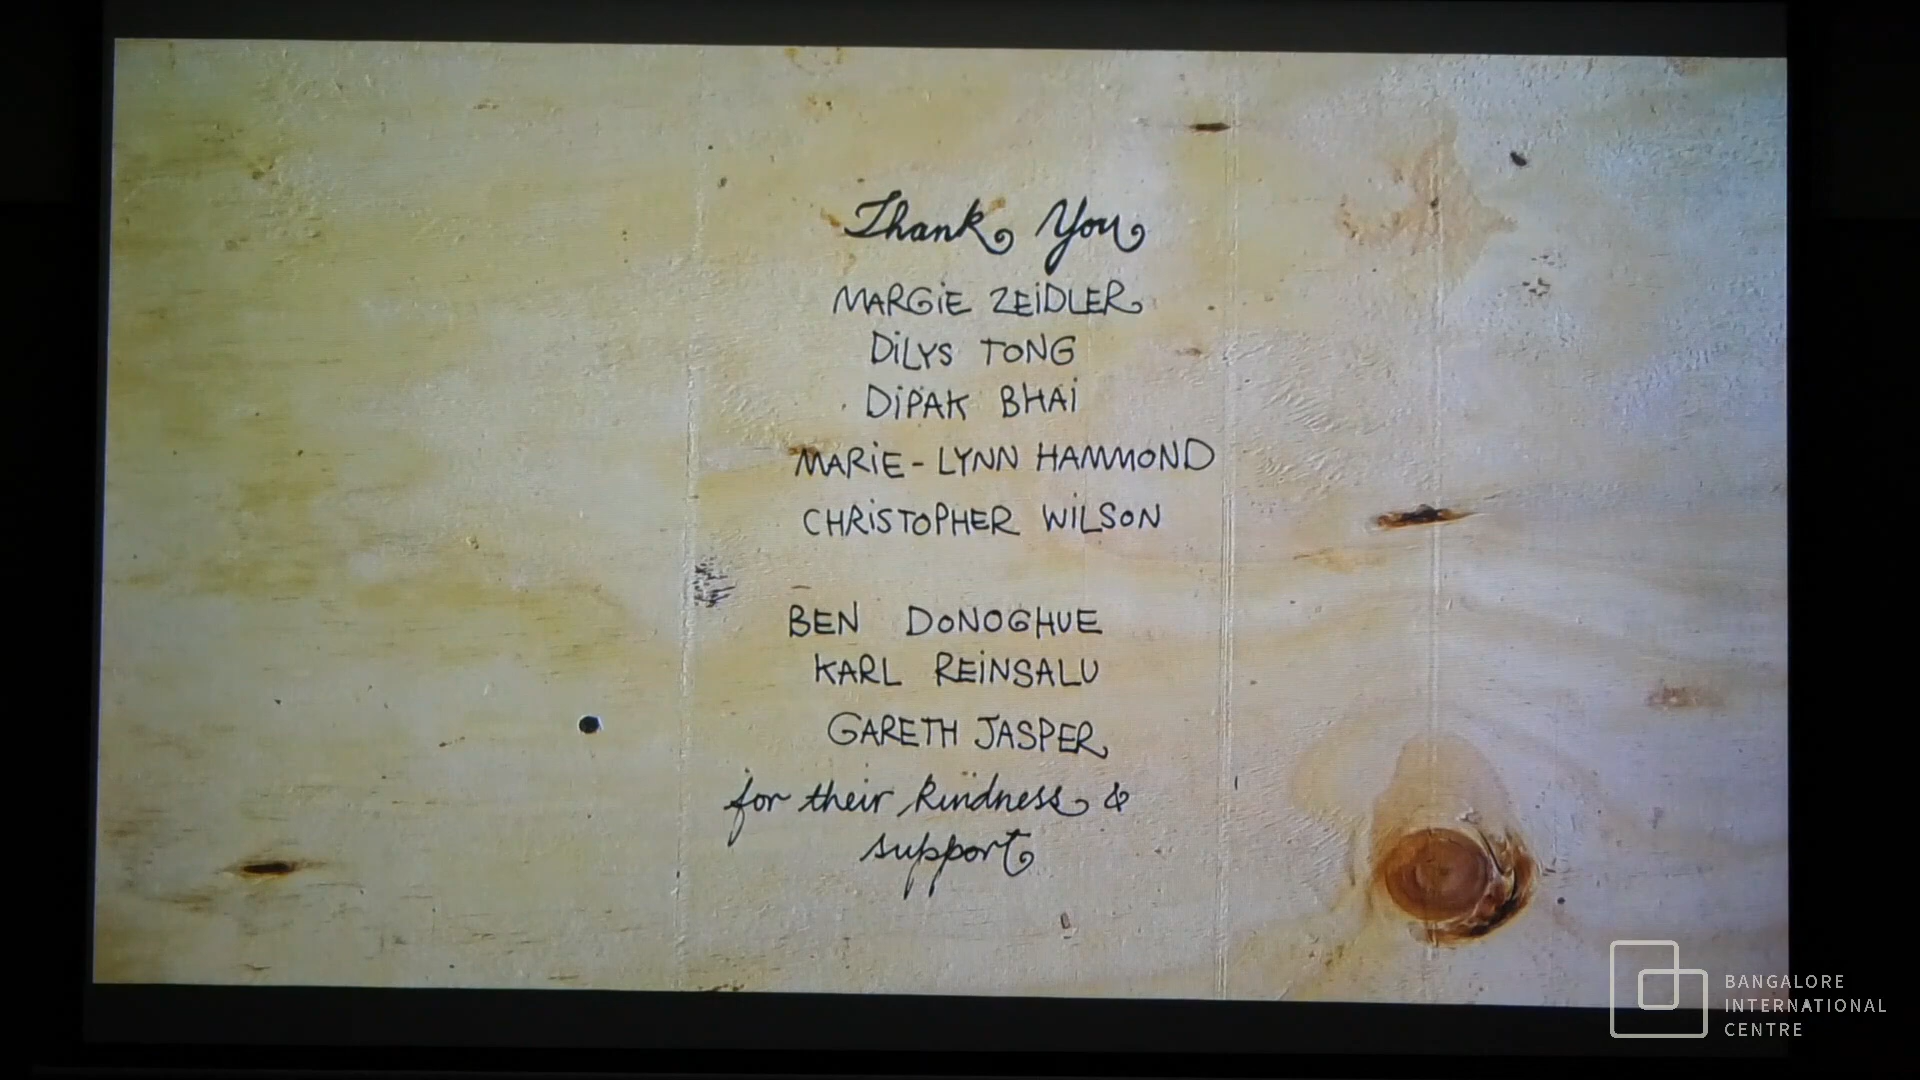 Thank You
MARGiE ZEiDLER
DiLYS TONG
DiPAK BHAi
MARiE-LYNN HAMMOND
CHRiSTOPHER WiLSON
BEN DONOGHUE
KARL REiNSALU
GARETH JASPER
for their kindness &
support
BANGALORE
INTERNATIONAL
CENTRE